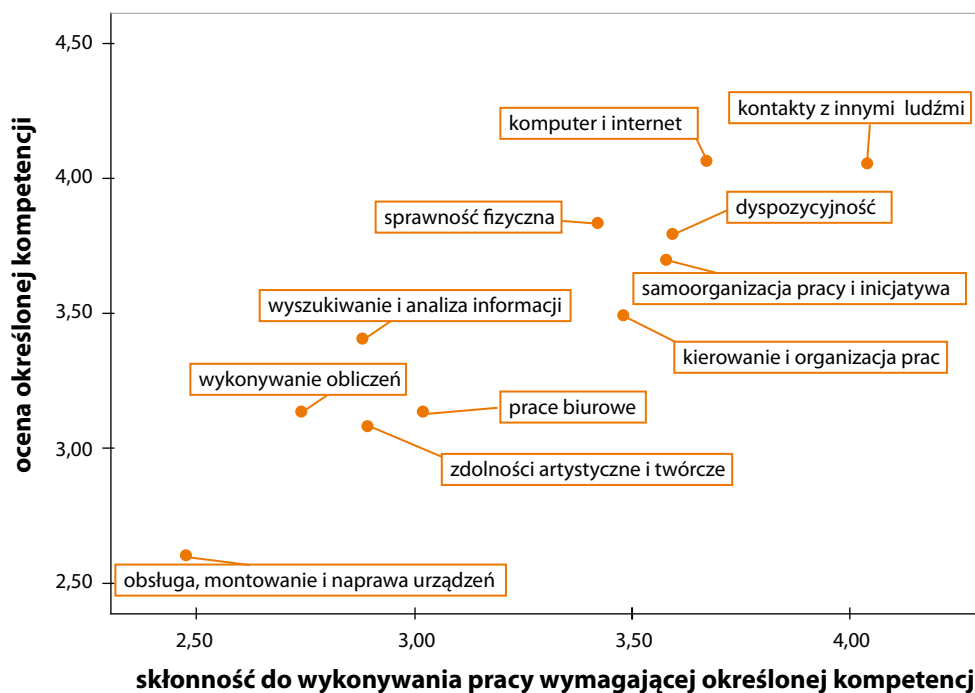 4,50
kontakty z innymi ludźmi
komputer i internet
4,00
dyspozycyjność
sprawność fizyczna
samoorganizacja pracy i inicjatywa
wyszukiwanie i analiza informacji
3,50
kierowanie i organizacja prac
wykonywanie obliczeń
prace biurowe
3,00
zdolności artystyczne i twórcze
obsługa, montowanie i naprawa urządzeń
2,50
ocena określonej kompetencji
2,50 3,00 3,50 4,00
skłonność do wykonywania pracy wymagającej określonej kompetencj